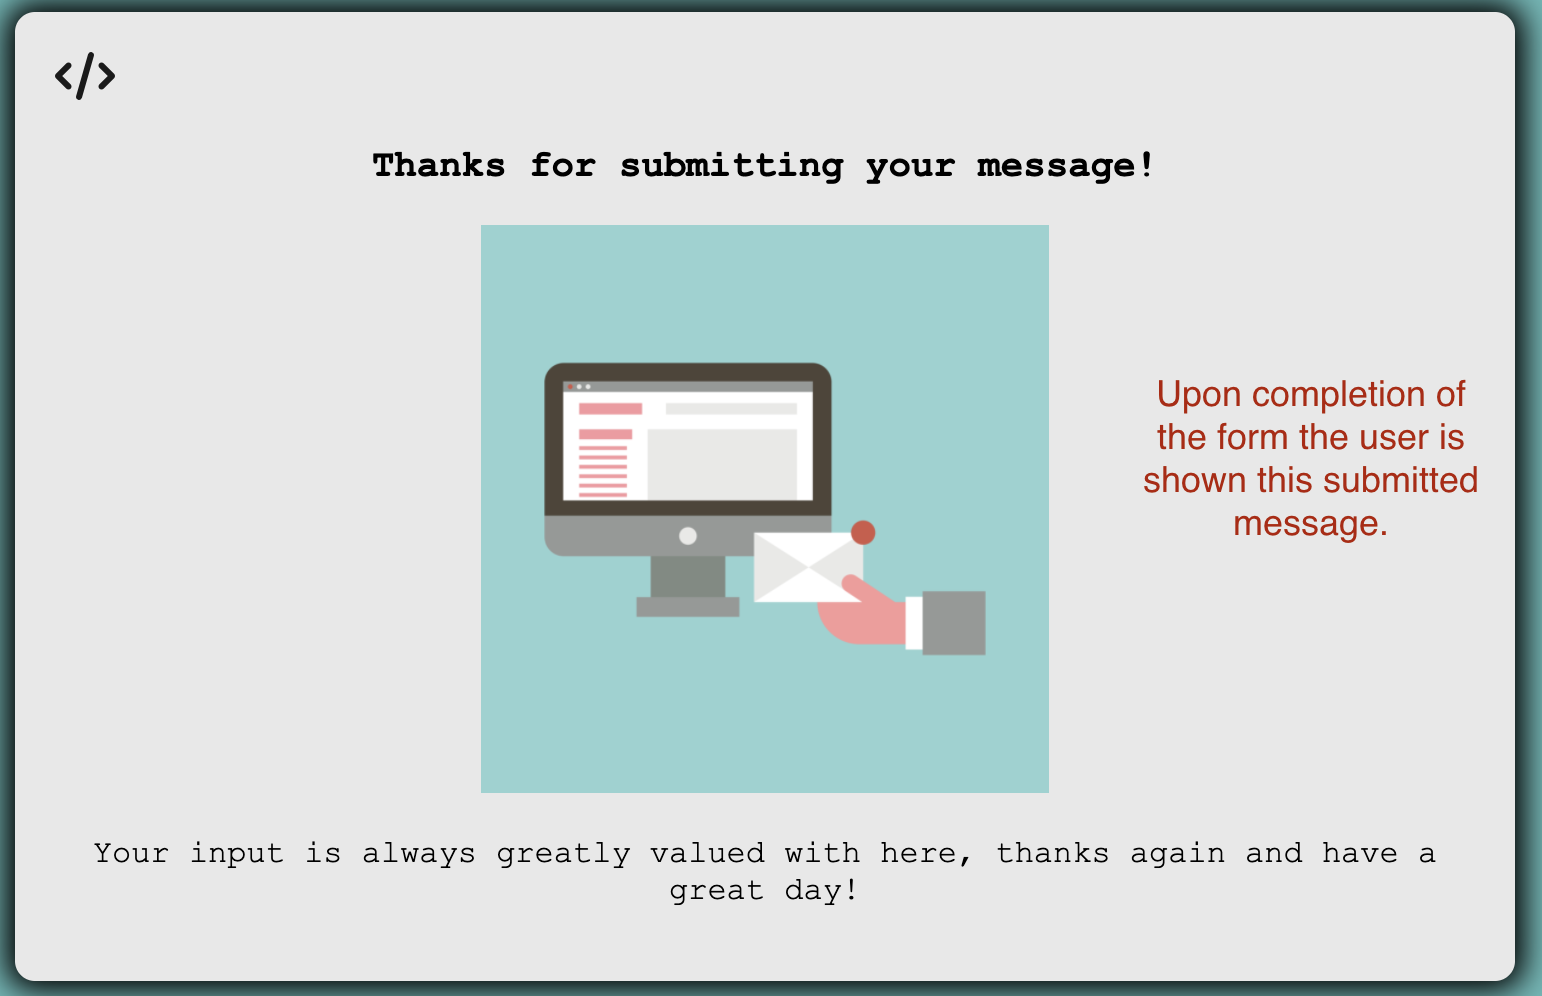 </>
Thanks for submitting your message!
Upon completion of
the form the user is
shown this submitted
message.
Your input is always greatly valued with here, thanks again and have a
great day!